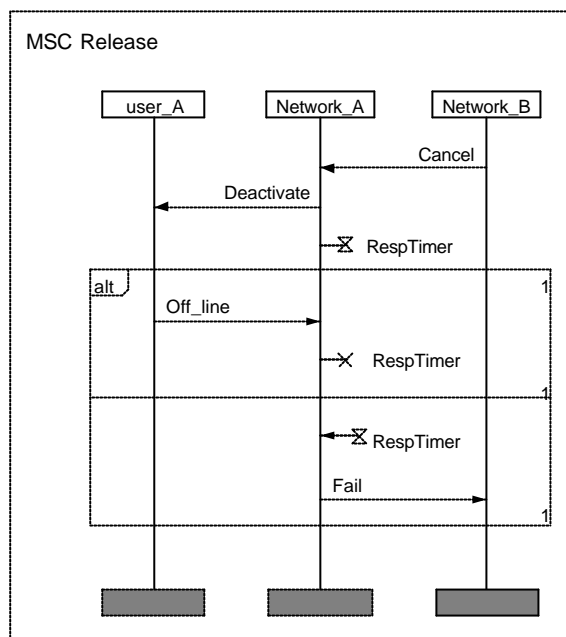 MSC Release
user_A
Network_A
Network_B
Cancel
Deactivate
RespTimer
alt
1
Off_line
RespTimer
1
RespTimer
Fail
1